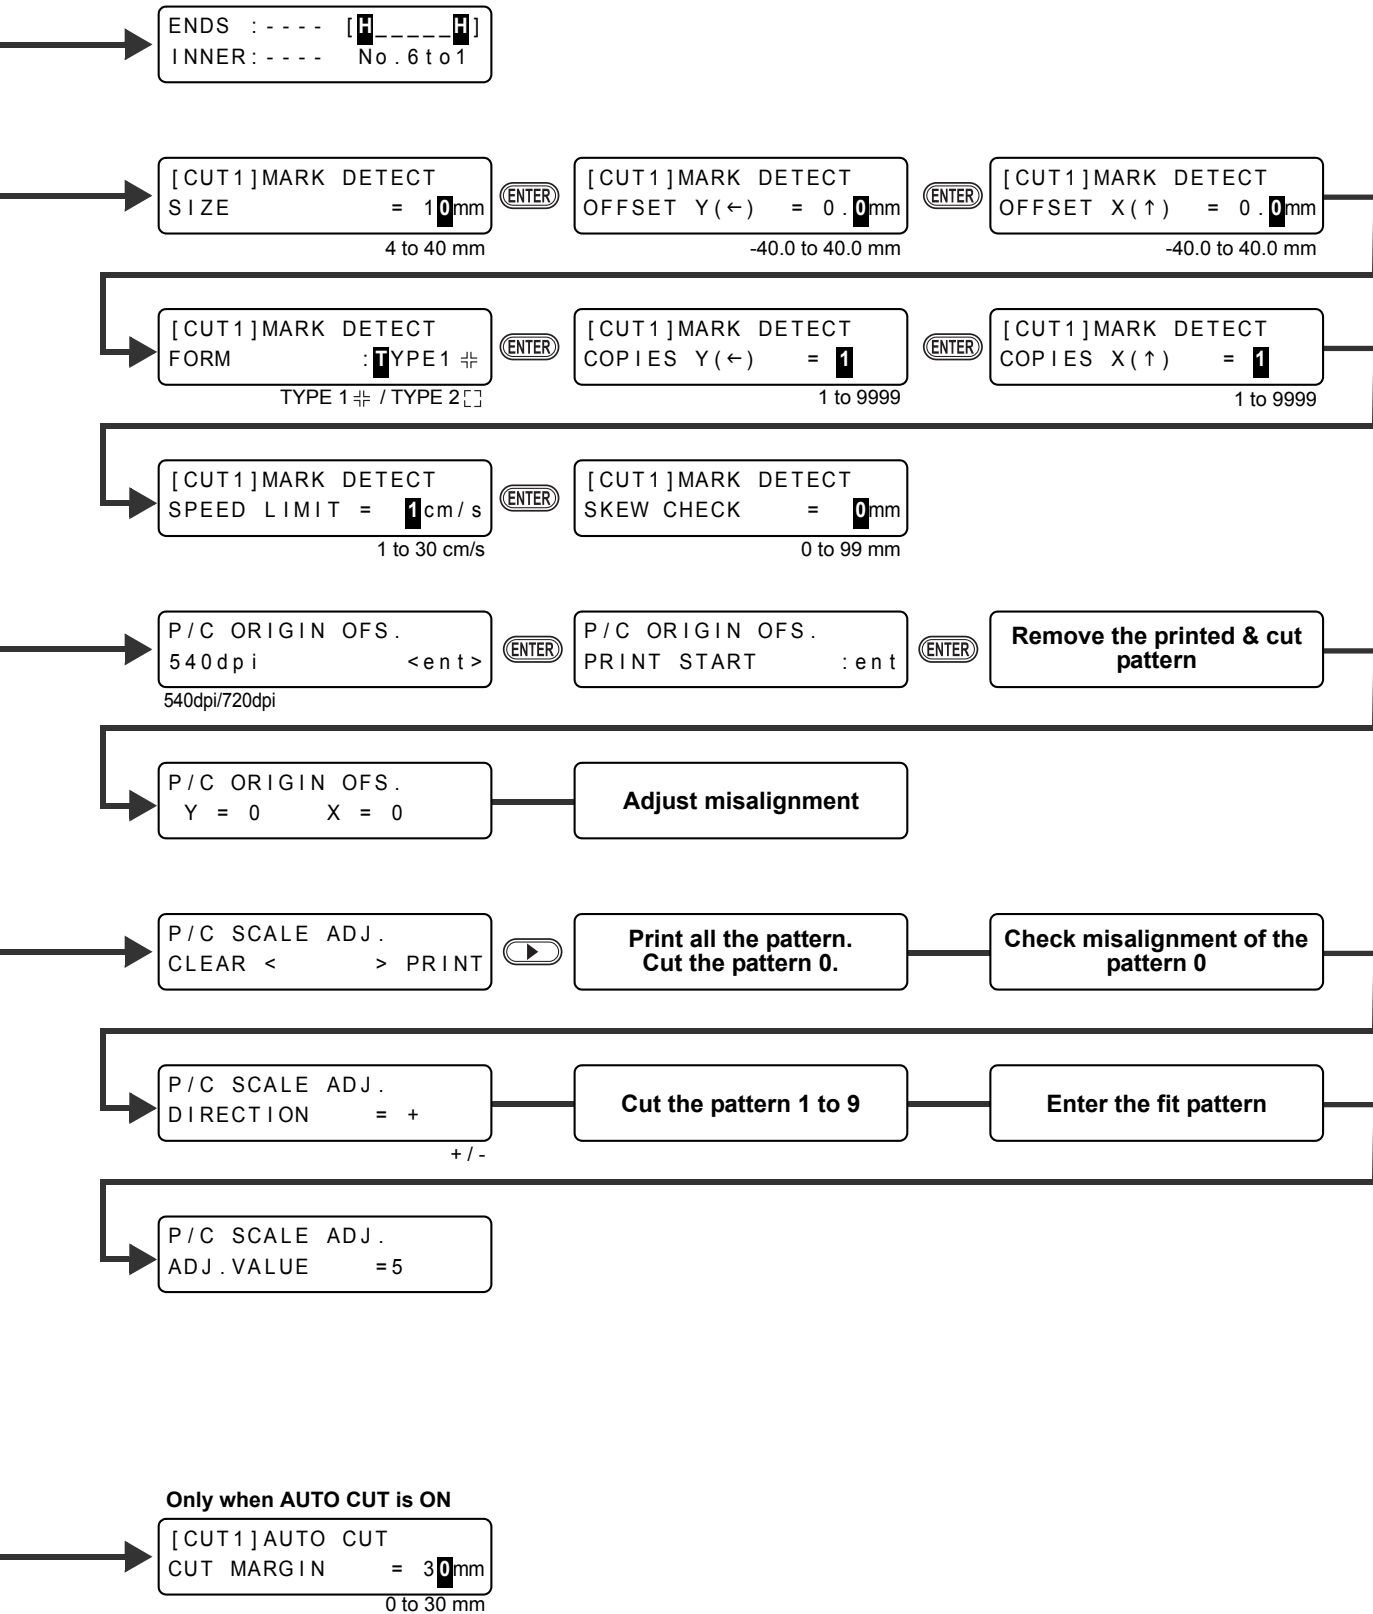 ENDS :---- [H_____H]
INNER:---- No.6to1
[CUT1]MARK DETECT
SIZE = 10mm
4 to 40 mm
ENTER
[CUT1]MARK DETECT
OFFSET Y(←) = 0.0mm
-40.0 to 40.0 mm
ENTER
[CUT1]MARK DETECT
OFFSET X(↑) = 0.0mm
-40.0 to 40.0 mm
[CUT1]MARK DETECT
FORM :TYPE1
TYPE 1 / TYPE 2
ENTER
[CUT1]MARK DETECT
COPIES Y(←) = 1
1 to 9999
ENTER
[CUT1]MARK DETECT
COPIES X(↑) = 1
1 to 9999
[CUT1]MARK DETECT
SPEED LIMIT = 1cm/s
1 to 30 cm/s
ENTER
[CUT1]MARK DETECT
SKEW CHECK = 0mm
0 to 99 mm
P/C ORIGIN OFS.
540dpi <ent>
540dpi/720dpi
ENTER
P/C ORIGIN OFS.
PRINT START :ent
ENTER
Remove the printed & cut
pattern
P/C ORIGIN OFS.
Y = 0 X = 0
Adjust misalignment
P/C SCALE ADJ.
CLEAR < > PRINT
Print all the pattern.
Cut the pattern 0.
Check misalignment of the
pattern 0
P/C SCALE ADJ.
DIRECTION = +
+ / -
Cut the pattern 1 to 9
Enter the fit pattern
P/C SCALE ADJ.
ADJ.VALUE =5
Only when AUTO CUT is ON
[CUT1]AUTO CUT
CUT MARGIN = 30mm
0 to 30 mm